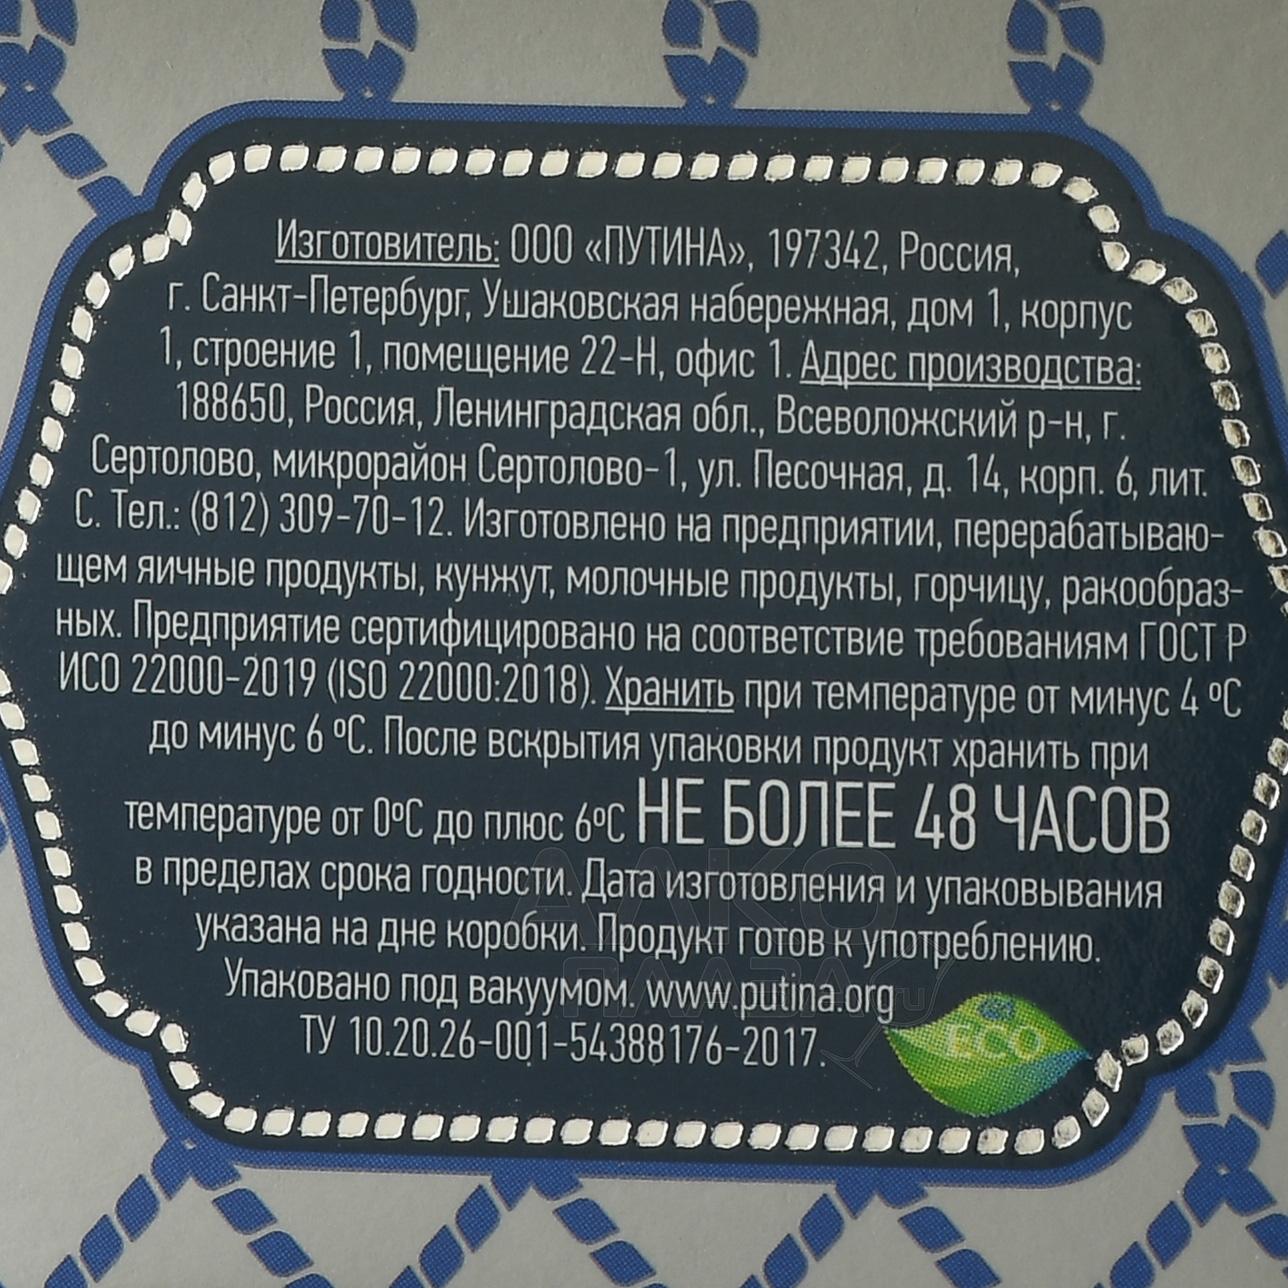 Изготовитель: ООО «ПУТИНА», 197342, Россия,
г. Санкт-Петербург, Ушаковская набережная, дом 1, корпус
1, строение 1, помещение 22-Н, офис 1. Адрес производства:
188650, Россия, Ленинградская обл., Всеволожский р-н, г.
Сертолово, микрорайон Сертолово-1, ул. Песочная, д. 14, корп. 6, лит.
С. Тел.: (812) 309-70-12. Изготовлено на предприятии, перерабатываю-
щем яичные продукты, кунжут, молочные продукты, горчицу, ракообраз-
ных. Предприятие сертифицировано на соответствие требованиям ГОСТ Р
ИСО 22000-2019 (ISO 22000:2018). Хранить при температуре от минус 4 ºС
до минус 6 ºС. После вскрытия упаковки продукт хранить при
температуре от 0ºС до плюс 6ºС НЕ БОЛЕЕ 48 ЧАСОВ
в пределах срока годности. Дата изготовления и упаковывания
указана на дне коробки. Продукт готов к употреблению.
Упаковано под вакуумом. www.putina.org
ТУ 10.20.26-001-54388176-2017.
ECO
АЛКО
ПЛАЗА.ru